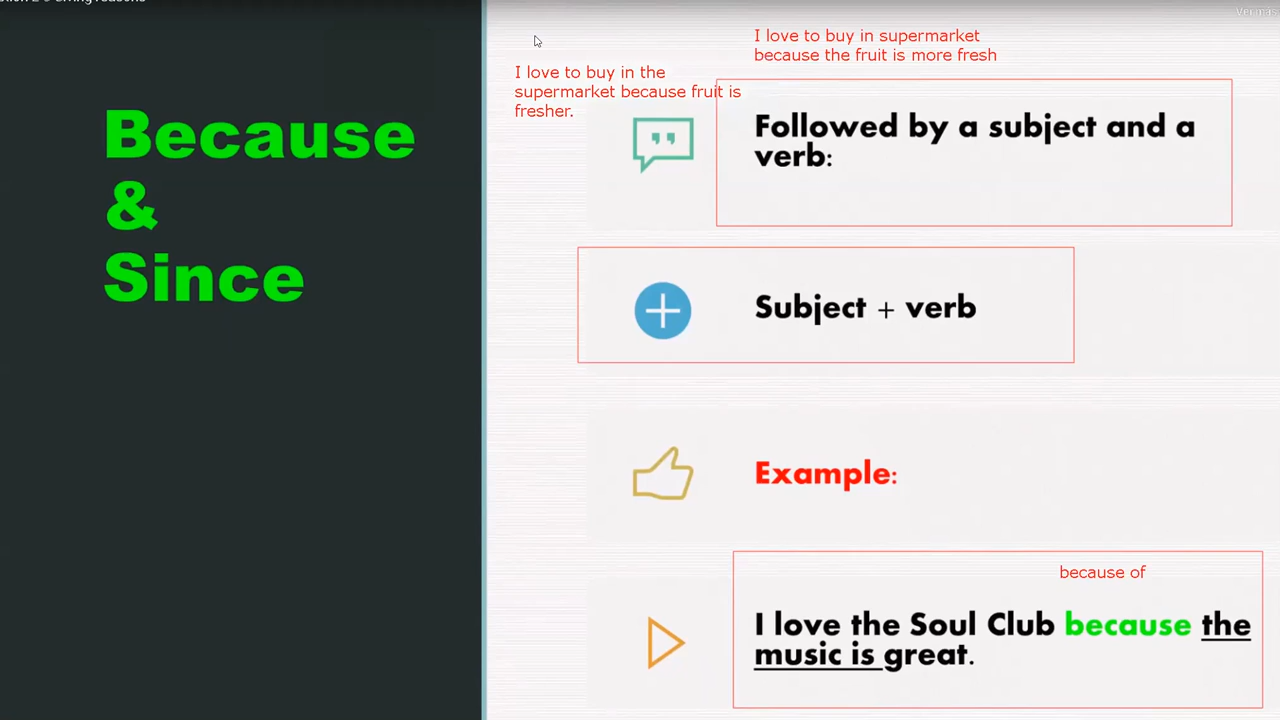 Because
&
Since
I love to buy in supermarket
because the fruit is more fresh
I love to buy in the
supermarket because fruit is
fresher.
Followed by a subject and a
verb:
Subject + verb
Example:
because of
I love the Soul Club because the
music is great.